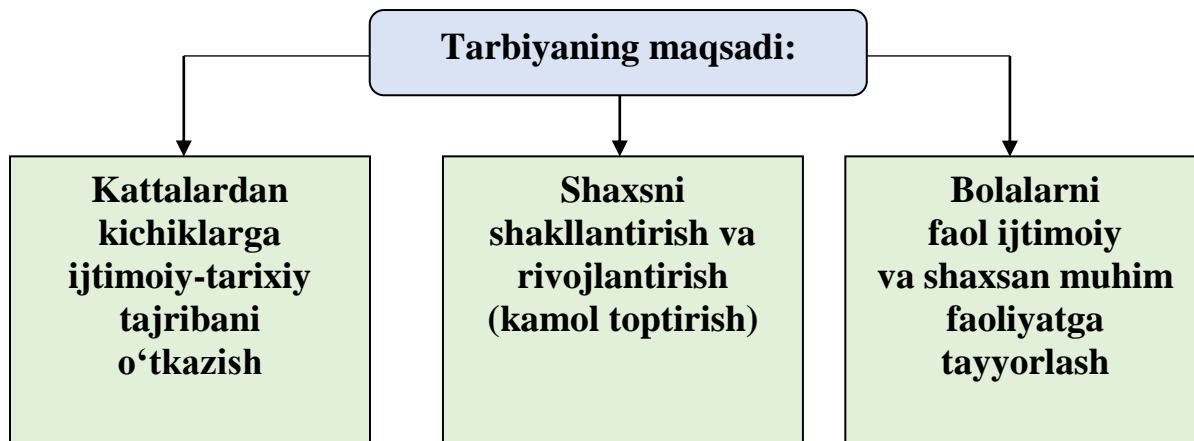 Tarbiyaning maqsadi:
Kattalardan
kichiklarga
ijtimoiy-tarixiy
tajribani
o‘tkazish
Shaxsni
shakllantirish va
rivojlantirish
(kamol toptirish)
Bolalarni
faol ijtimoiy
va shaxsan muhim
faoliyatga
tayyorlash